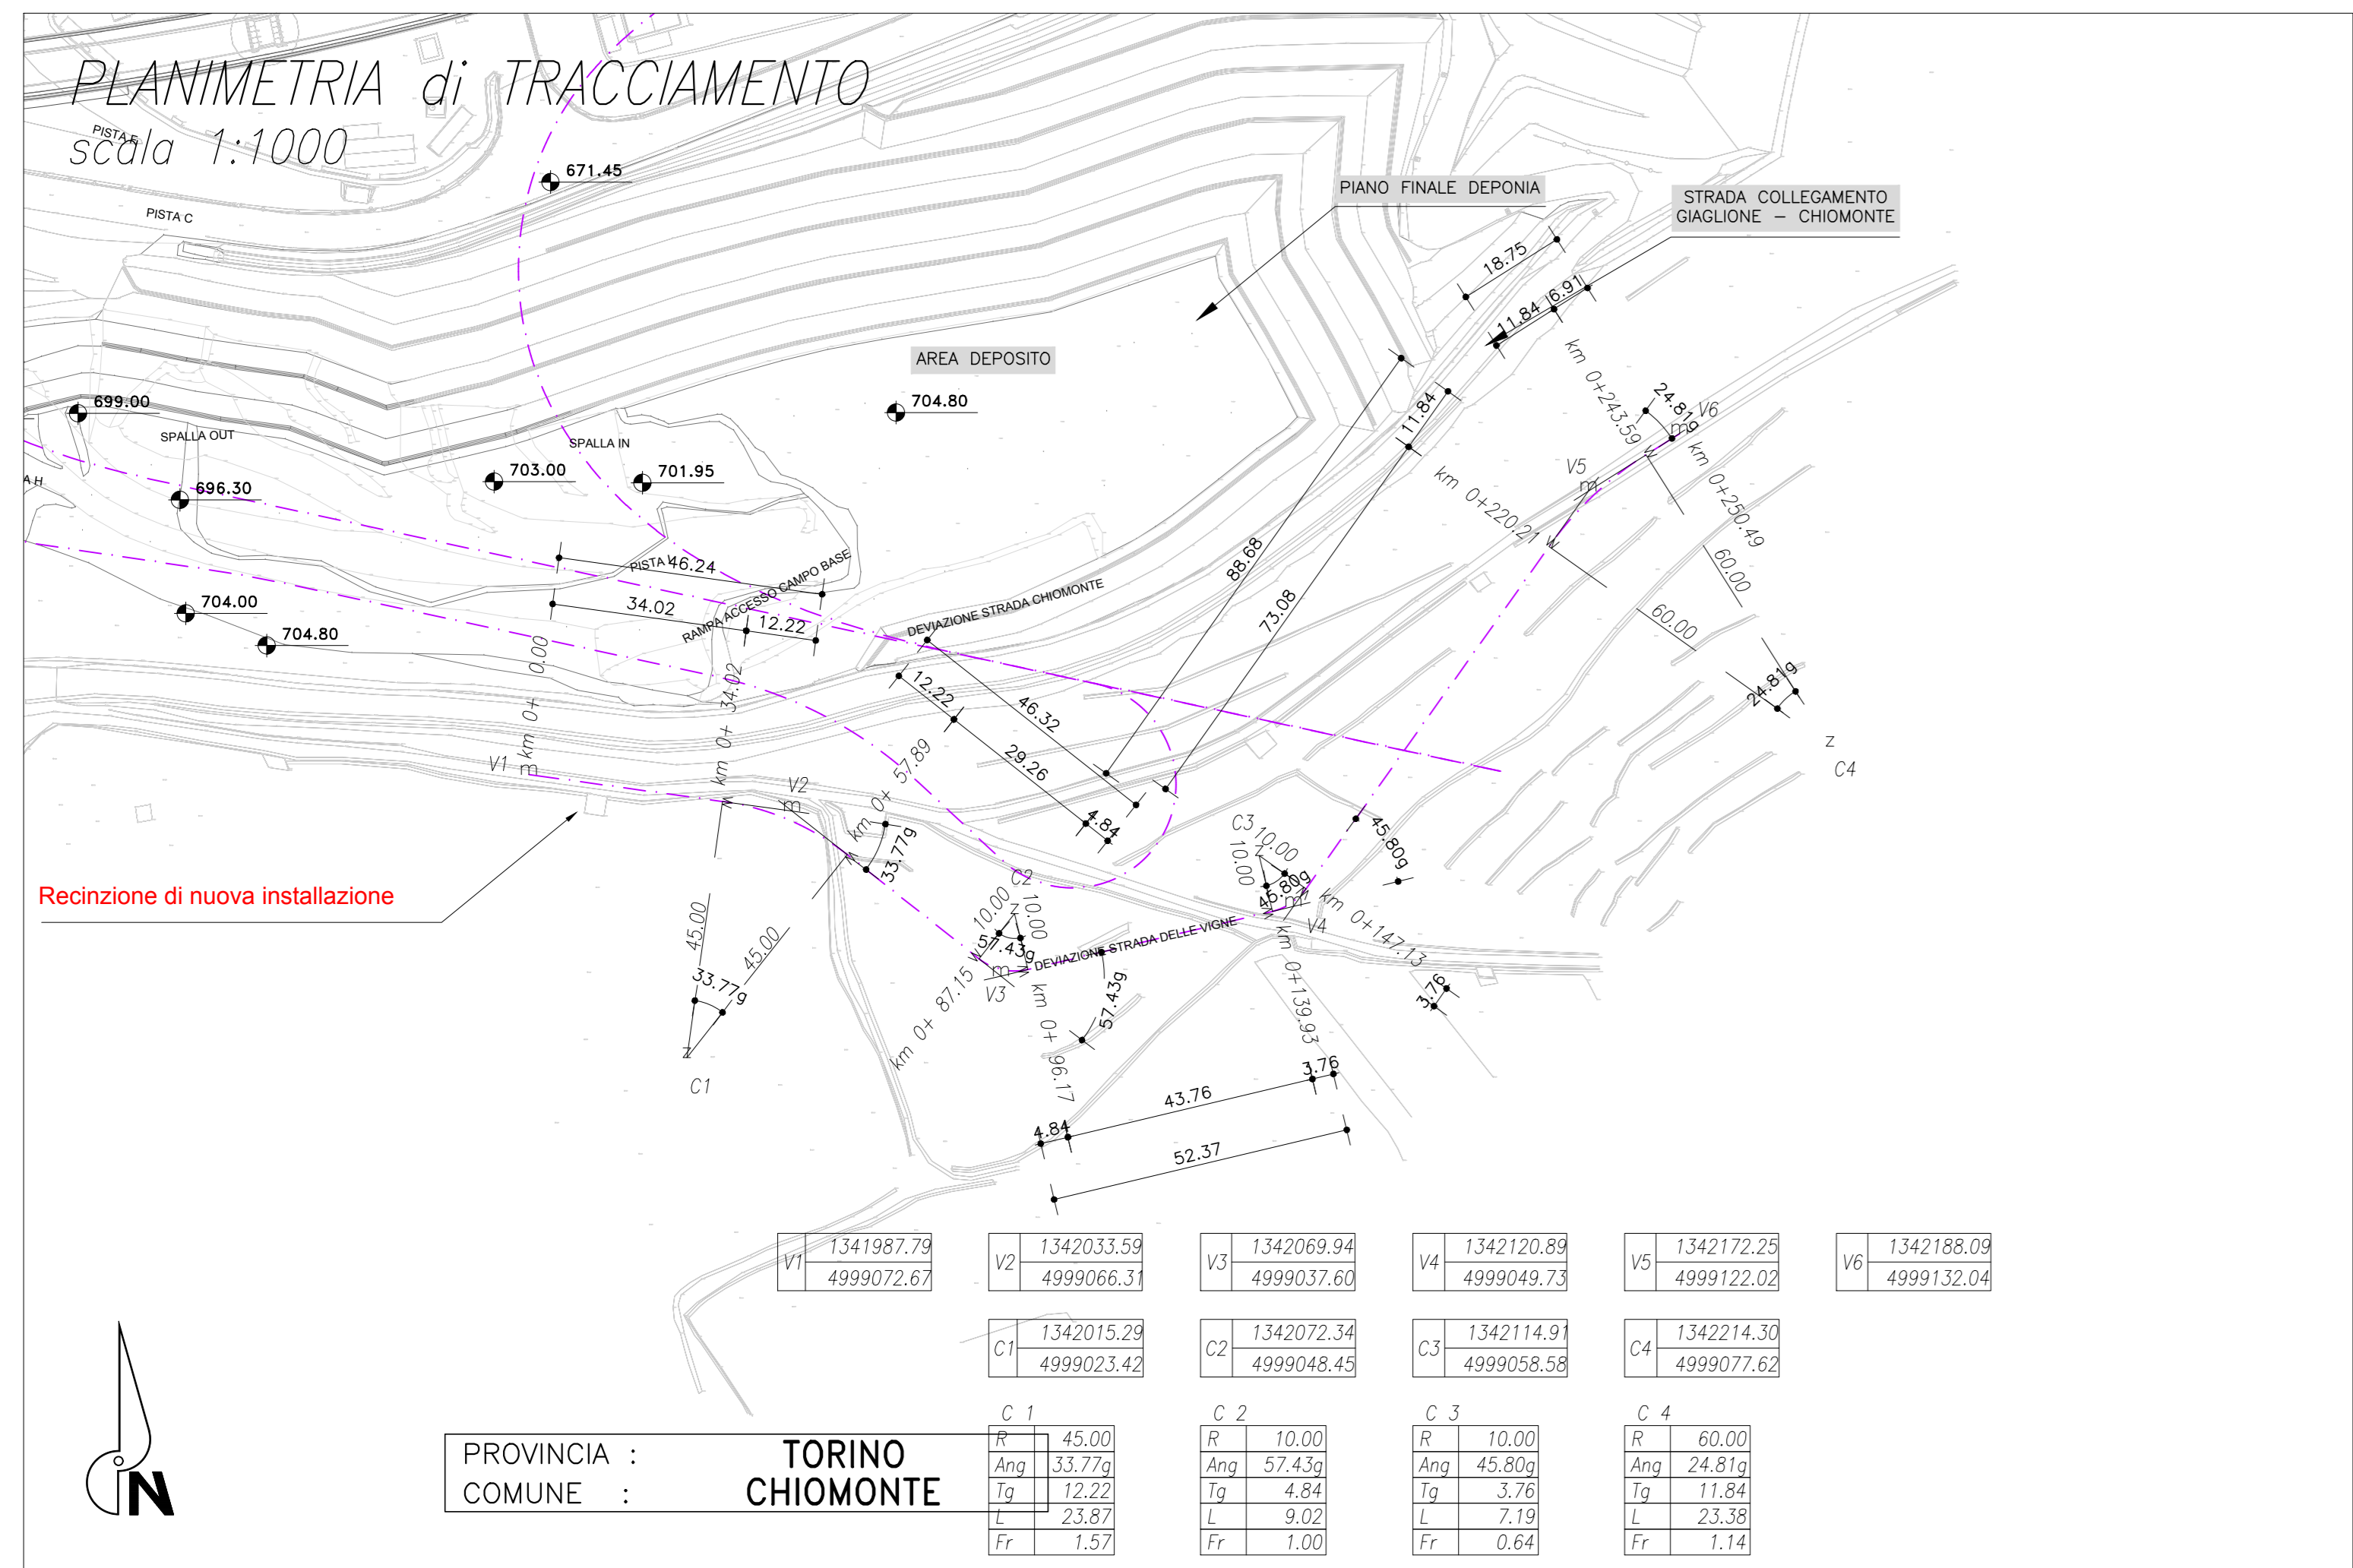 PLANIMETRIA di TRACCIAMENTO
scala 1:1000
PISTA F
PISTA C
671.45
PIANO FINALE DEPONIA
STRADA COLLEGAMENTO
GIAGLIONE - CHIOMONTE
18.75
6.91
11.84
AREA DEPOSITO
704.80
699.00
SPALLA OUT
SPALLA IN
703.00
701.95
696.30
A H
11.84
km 0+243.59
24.81g
V6
m
km 0+250.49
V5
m
km 0+220.21
60.00
60.00
24.81g
z
C4
PISTA L
46.24
34.02
12.22
RAMPA ACCESSO CAMPO BASE
DEVIAZIONE STRADA CHIOMONTE
704.00
704.80
88.68
73.08
km 0+ 0.00
km 0+ 34.02
V1
m
V2
m
km 0+ 57.89
33.77g
12.22
46.32
29.26
4.84
Recinzione di nuova installazione
45.00
45.00
33.77g
z
C1
C2
z
10.00
10.00
57.43g
m
V3
km 0+ 87.15
km 0+ 96.17
DEVIAZIONE STRADA DELLE VIGNE
57.43g
C3
z
10.00
10.00
45.80g
m
V4
45.80g
km 0+147.13
km 0+139.93
3.76
3.76
43.76
4.84
52.37
V1 1341987.79
4999072.67
V2 1342033.59
4999066.31
V3 1342069.94
4999037.60
V4 1342120.89
4999049.73
V5 1342172.25
4999122.02
V6 1342188.09
4999132.04
C1 1342015.29
4999023.42
C2 1342072.34
4999048.45
C3 1342114.91
4999058.58
C4 1342214.30
4999077.62
N
PROVINCIA : TORINO
COMUNE : CHIOMONTE
C 1
R 45.00
Ang 33.77g
Tg 12.22
L 23.87
Fr 1.57
C 2
R 10.00
Ang 57.43g
Tg 4.84
L 9.02
Fr 1.00
C 3
R 10.00
Ang 45.80g
Tg 3.76
L 7.19
Fr 0.64
C 4
R 60.00
Ang 24.81g
Tg 11.84
L 23.38
Fr 1.14